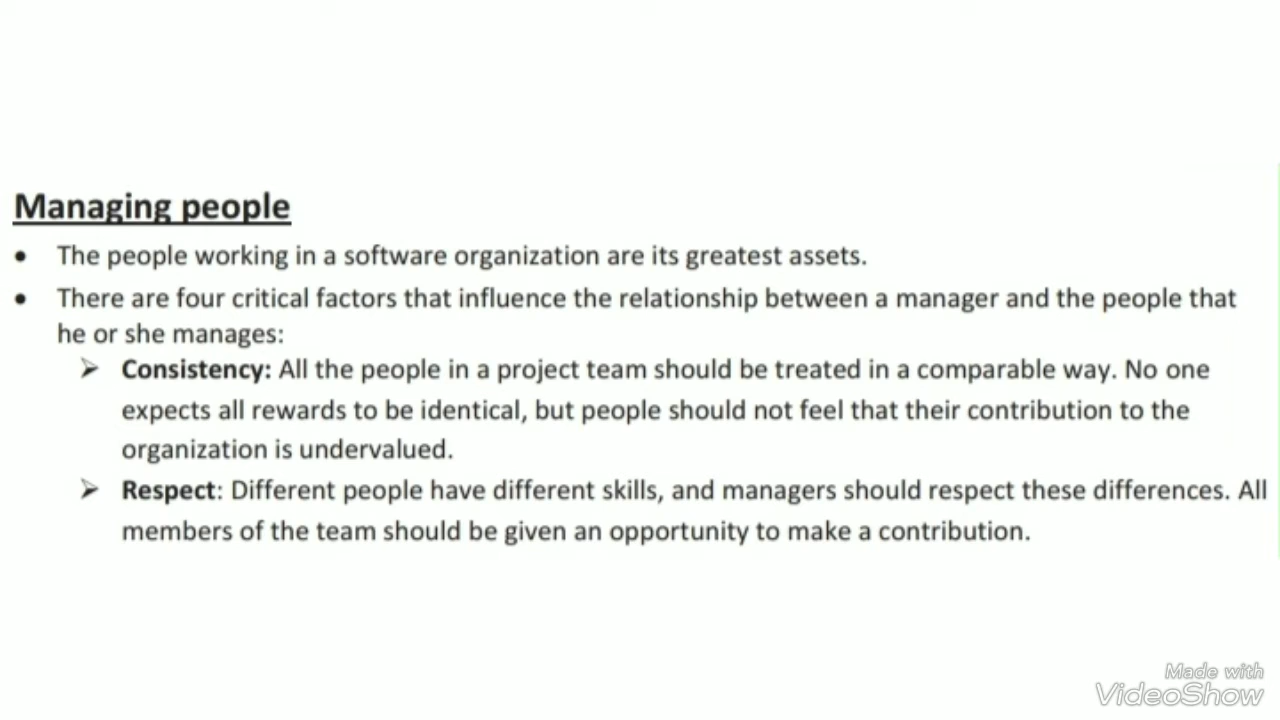 Managing people
• The people working in a software organization are its greatest assets.
• There are four critical factors that influence the relationship between a manager and the people that
he or she manages:
➢ Consistency: All the people in a project team should be treated in a comparable way. No one
expects all rewards to be identical, but people should not feel that their contribution to the
organization is undervalued.
➢ Respect: Different people have different skills, and managers should respect these differences. All
members of the team should be given an opportunity to make a contribution.
Made with
VideoShow